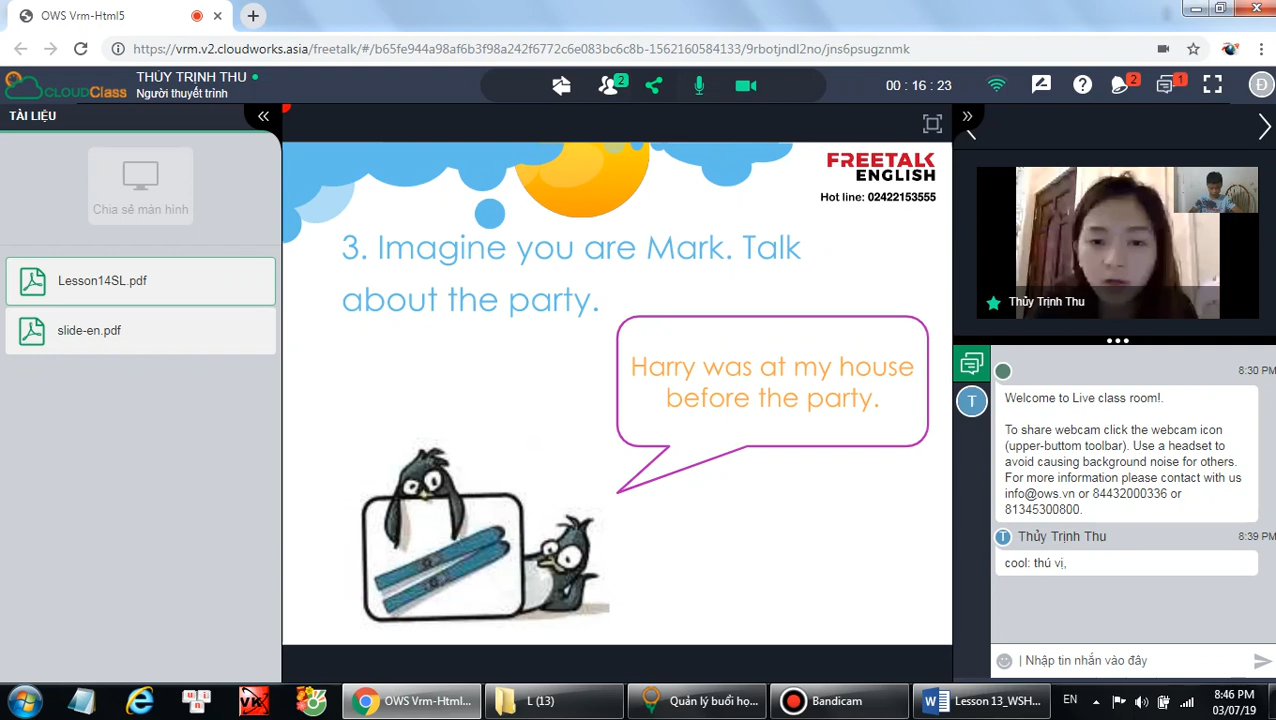 OWS Vrm-Html5
https://vrm.v2.cloudworks.asia/freetalk/#/b65fe944a98af6b3f98a242f6772c6e083bc6c8b-1562160584133/9rbotjndl2no/jns6psugznmk
CLOUDClass
THỦY TRỊNH THU
Người thuyết trình
2
00 : 16 : 23
2
1
Đ
TÀI LIỆU
Chia sẻ màn hình
Lesson14SL.pdf
slide-en.pdf
FREETALK
ENGLISH
Hot line: 02422153555
3. Imagine you are Mark. Talk
about the party.
Harry was at my house
before the party.
Thủy Trịnh Thu
8:30 PM
T
Welcome to Live class room!.
To share webcam click the webcam icon
(upper-buttom toolbar). Use a headset to
avoid causing background noise for others.
For more information please contact with us
info@ows.vn or 84432000336 or
81345300800.
T Thủy Trịnh Thu 8:39 PM
cool: thú vị,
Nhập tin nhắn vào đây
OWS Vrm-Html...
L (13)
Quản lý buổi họ...
Bandicam
Lesson 13_WSH...
EN
8:46 PM
03/07/19